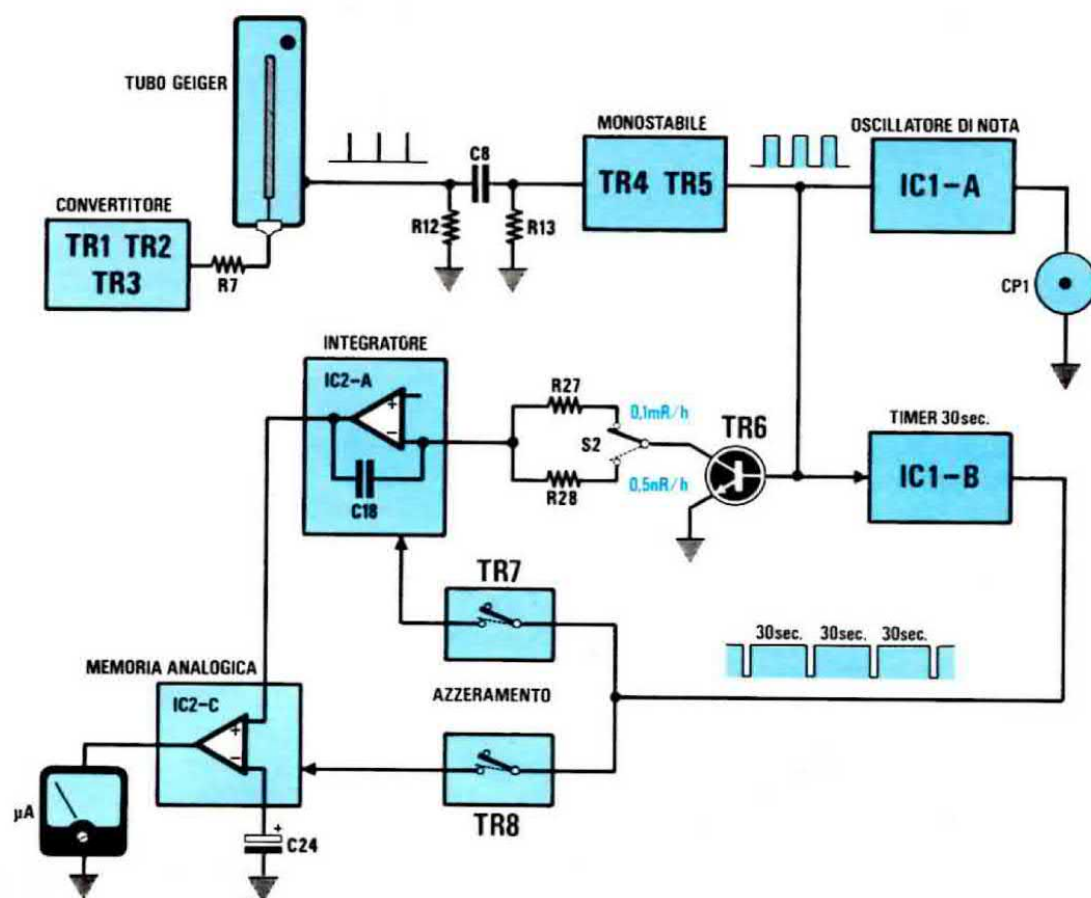 TUBO GEIGER
CONVERTITORE
TR1 TR2
TR3
R7
R12
C8
R13
MONOSTABILE
TR4 TR5
OSCILLATORE DI NOTA
IC1-A
CP1
INTEGRATORE
IC2-A
+
−
C18
R27
0,1mR/h
S2
R28
0,5nR/h
TR6
TIMER 30sec.
IC1-B
TR7
30sec. 30sec. 30sec.
AZZERAMENTO
TR8
MEMORIA ANALOGICA
IC2-C
+
−
µA
+
C24